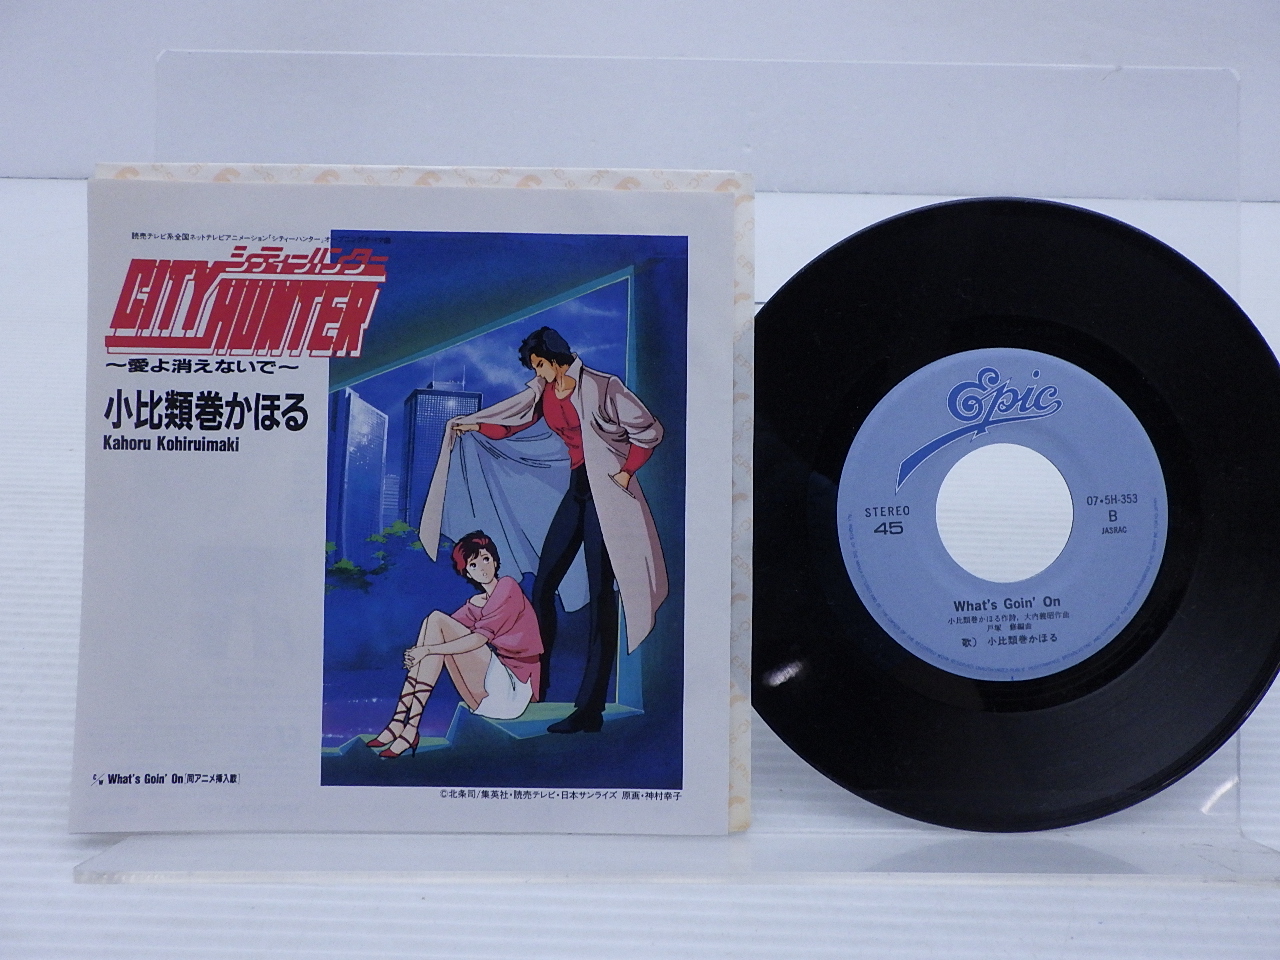 読売テレビ系全国ネットテレビアニメーション「シティーハンター」オープニングテーマ曲
シティーハンター
CITY HUNTER
～愛よ消えないで～
小比類巻かほる
Kahoru Kohiruimaki
c/w What's Goin' On［同アニメ挿入歌］
©北条司/集英社・読売テレビ・日本サンライズ 原画・神村幸子
Epic
STEREO
45
07・5H-353
B
JASRAC
What's Goin' On
小比類巻かほる作詩, 大内義昭作曲
戸塚 修編曲
歌） 小比類巻かほる